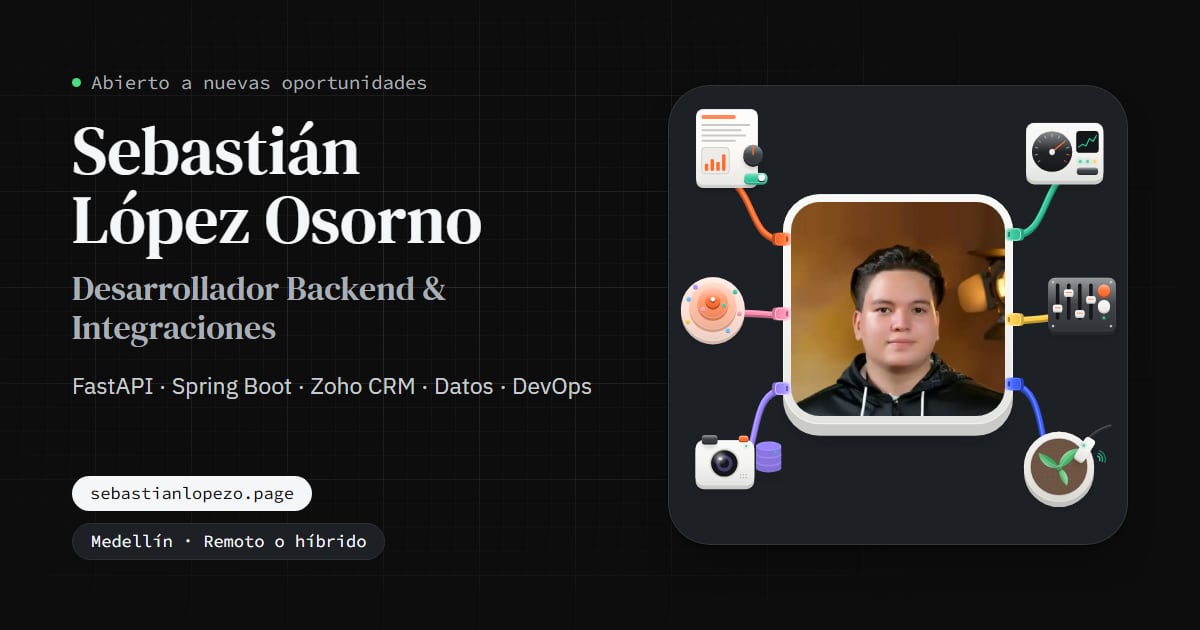 Abierto a nuevas oportunidades
Sebastián
López Osorno
Desarrollador Backend &
Integraciones
FastAPI · Spring Boot · Zoho CRM · Datos · DevOps
sebastianlopezo.page
Medellín · Remoto o híbrido